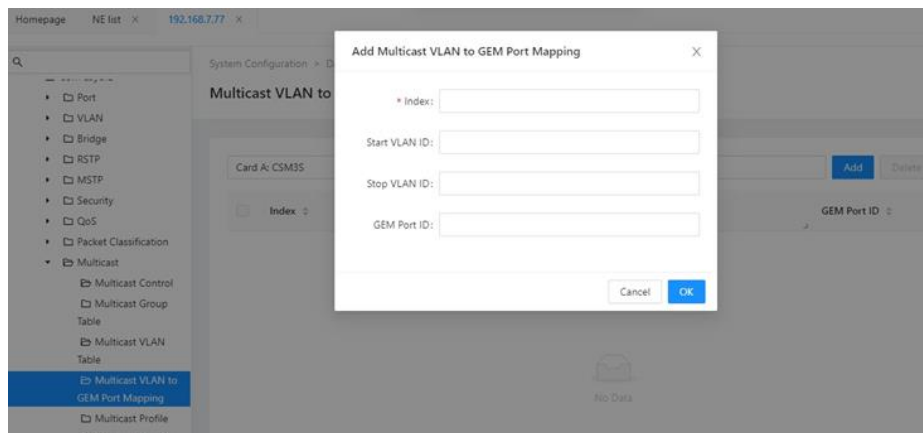 Homepage
NE list ×
192.168.7.77 ×
System Configuration > D
Multicast VLAN to
Port
VLAN
Bridge
RSTP
MSTP
Security
QoS
Packet Classification
Multicast
Multicast Control
Multicast Group
Table
Multicast VLAN
Table
Multicast VLAN to
GEM Port Mapping
Multicast Profile
Card A: CSM3S
Add
Delete
Index
GEM Port ID
No Data
Add Multicast VLAN to GEM Port Mapping
* Index:
Start VLAN ID:
Stop VLAN ID:
GEM Port ID:
Cancel
OK